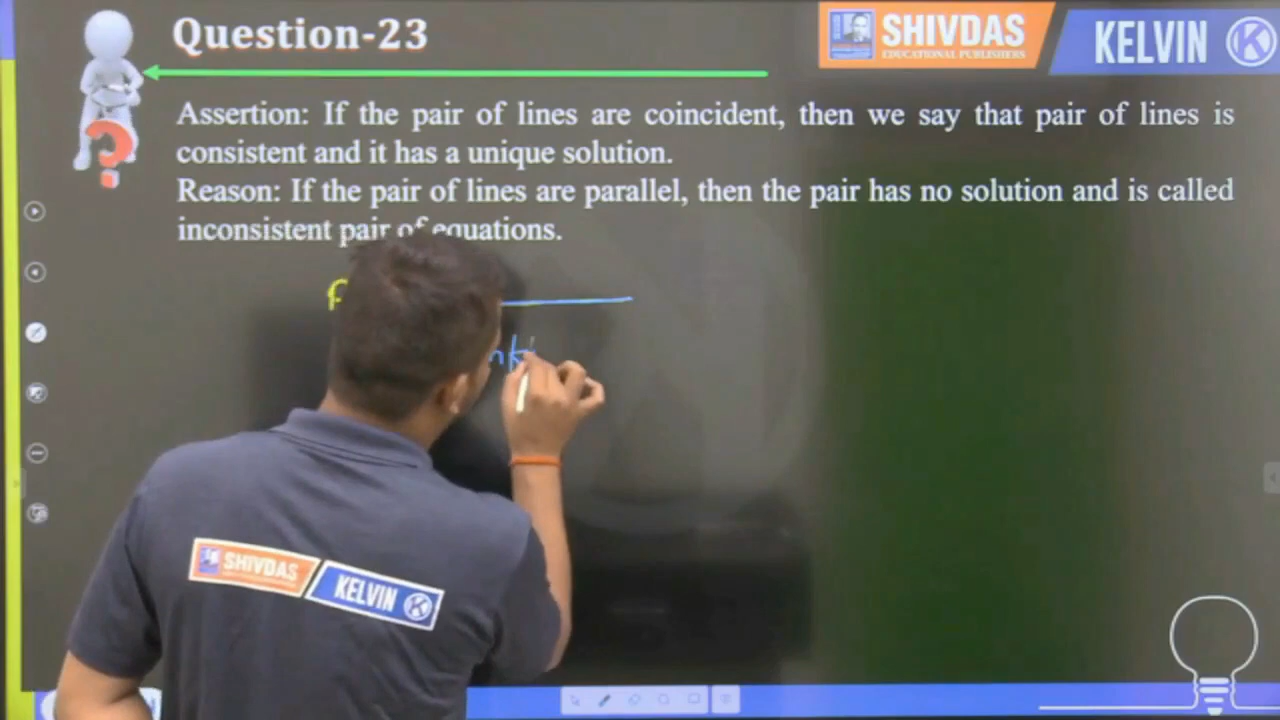 Question-23
SHIVDAS
EDUCATIONAL PUBLISHERS
KELVIN K
Assertion: If the pair of lines are coincident, then we say that pair of lines is
consistent and it has a unique solution.
Reason: If the pair of lines are parallel, then the pair has no solution and is called
inconsistent pair of equations.
SHIVDAS
KELVIN K